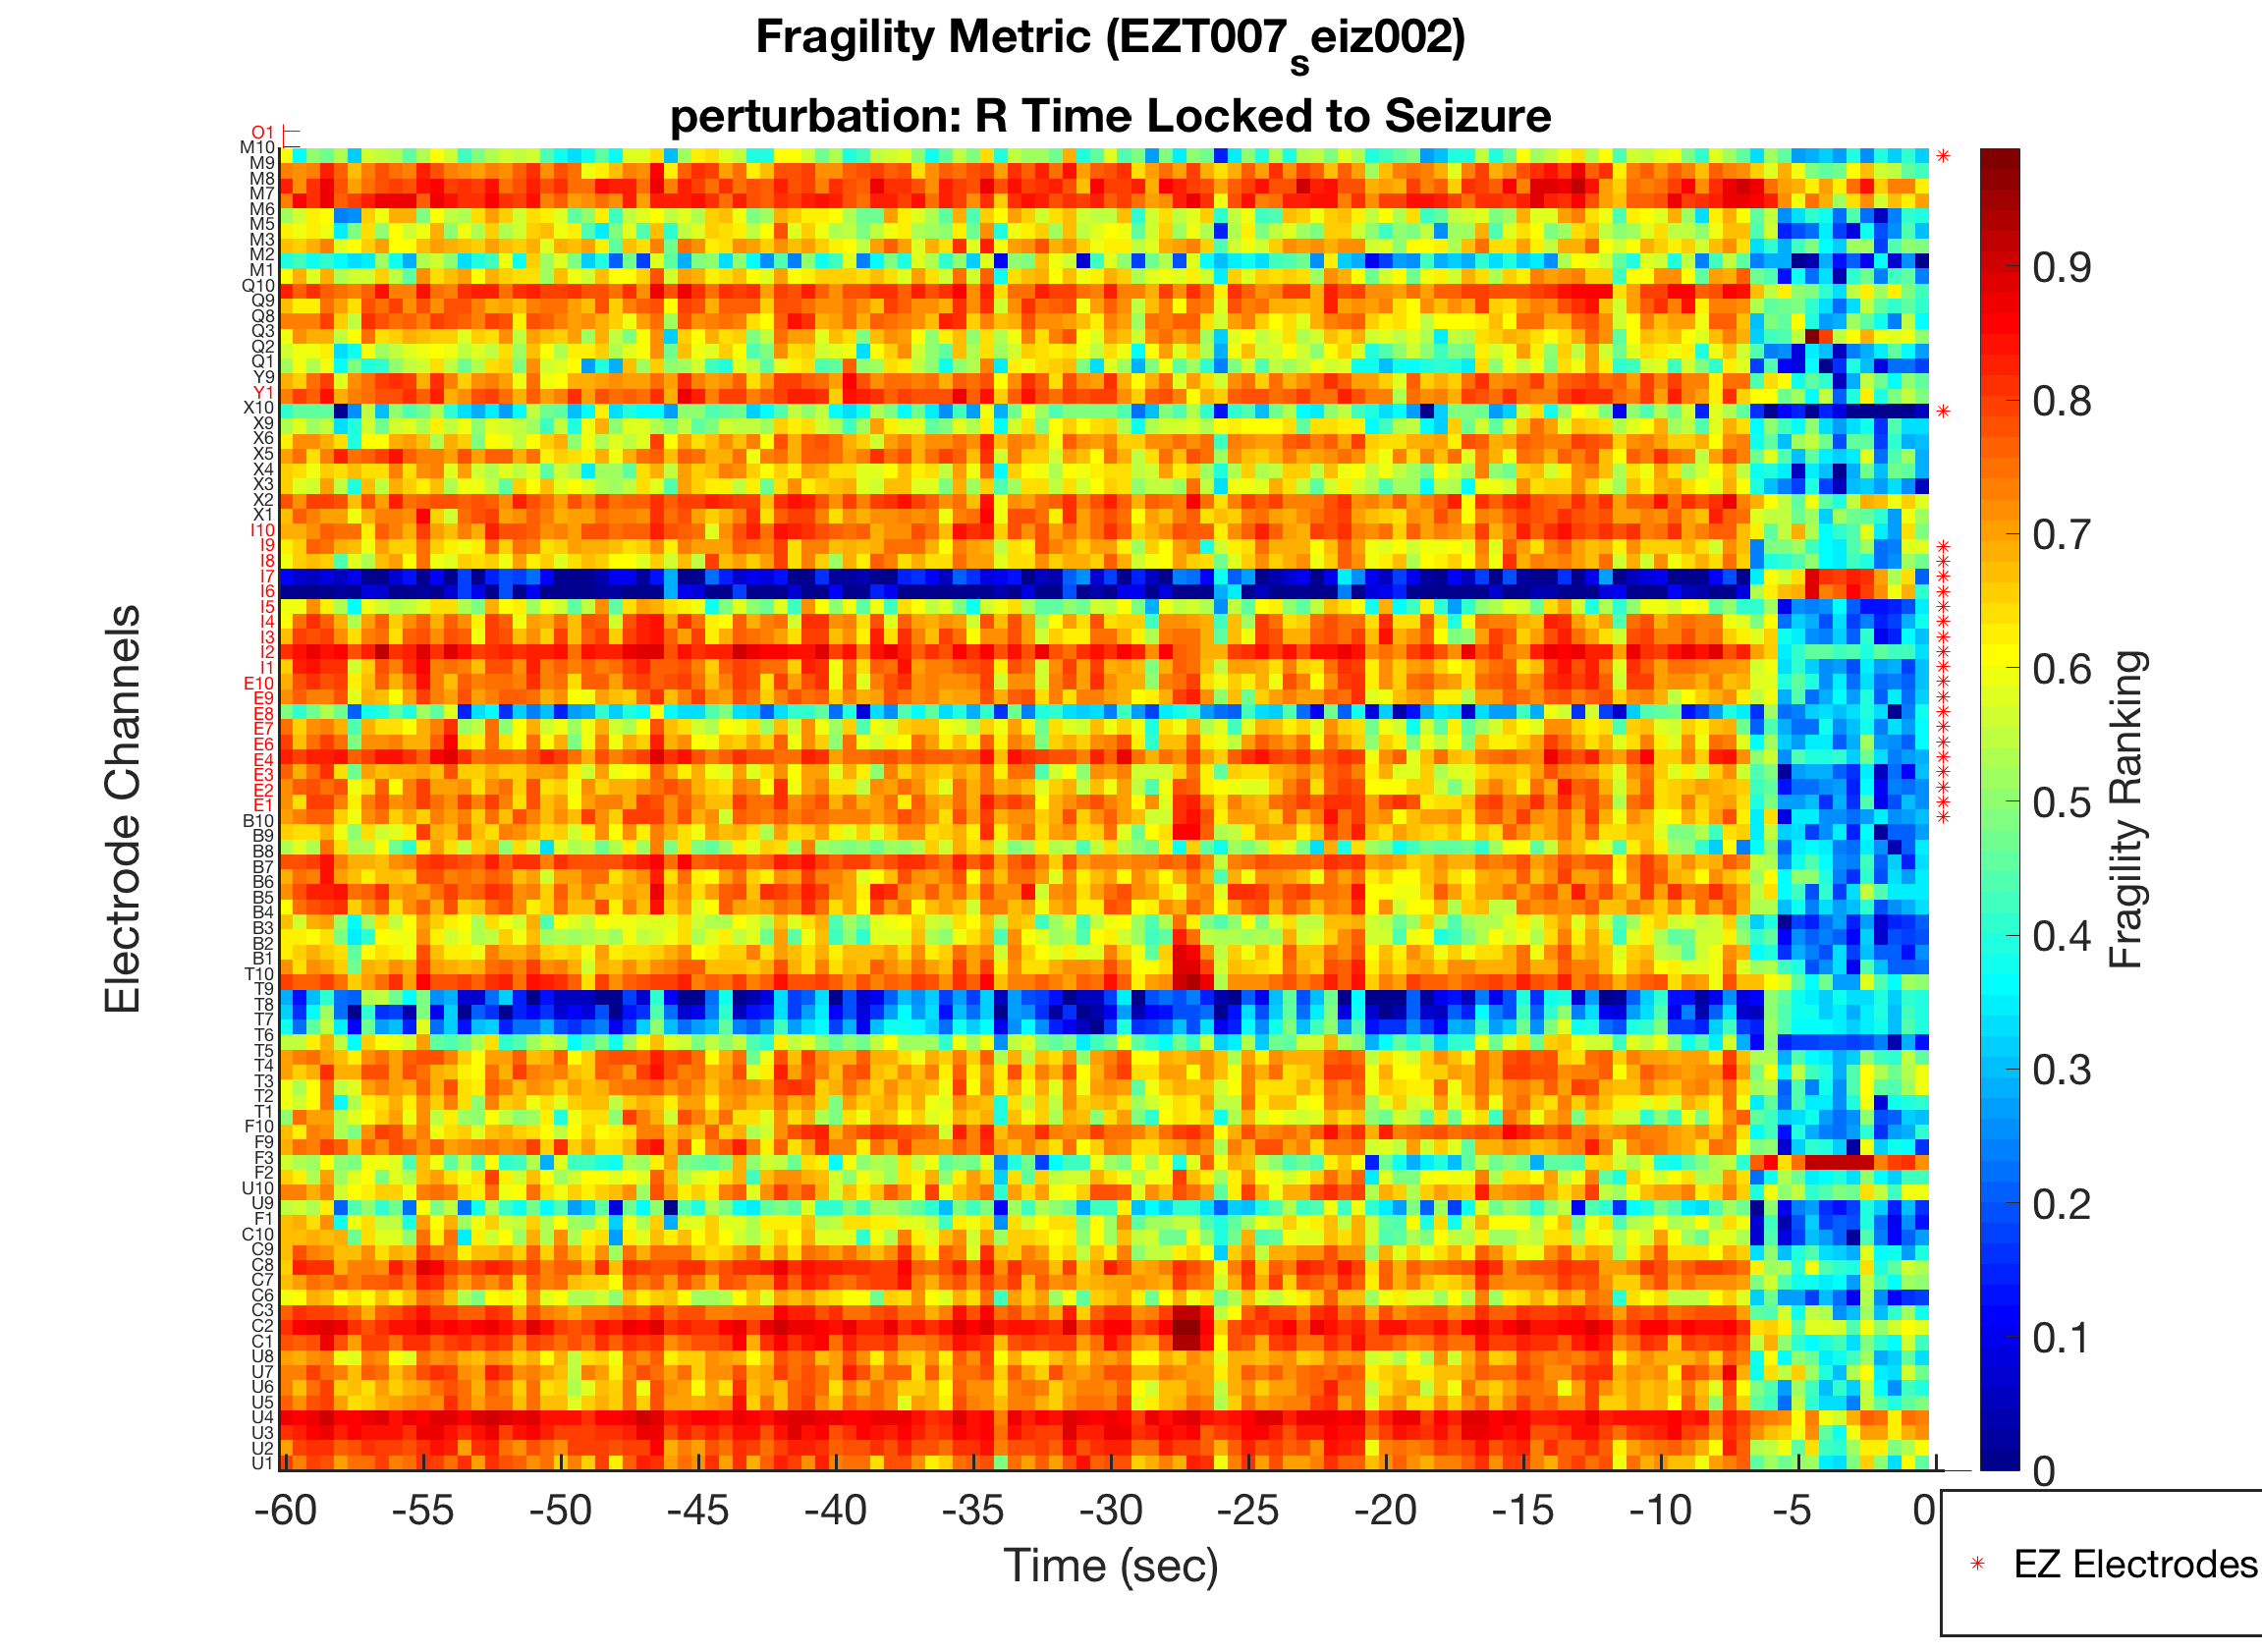 Fragility Metric (EZT007seiz002)
perturbation: R Time Locked to Seizure
O1
M10
M9
M8
M7
M6
M5
M3
M2
M1
Q10
Q9
Q8
Q3
Q2
Q1
Y9
Y1
X10
X9
X6
X5
X4
X3
X2
X1
I10
I9
I8
I7
I6
I5
I4
I3
I2
I1
E10
E9
E8
E7
E6
E4
E3
E2
E1
B10
B9
B8
B7
B6
B5
B4
B3
B2
B1
T10
T9
T8
T7
T6
T5
T4
T3
T2
T1
F10
F9
F3
F2
U10
U9
F1
C10
C9
C8
C7
C6
C3
C2
C1
U8
U7
U6
U5
U4
U3
U2
U1
Electrode Channels
-60 -55 -50 -45 -40 -35 -30 -25 -20 -15 -10 -5 0
Time (sec)
0.9
0.8
0.7
0.6
0.5
0.4
0.3
0.2
0.1
0
Fragility Ranking
EZ Electrodes